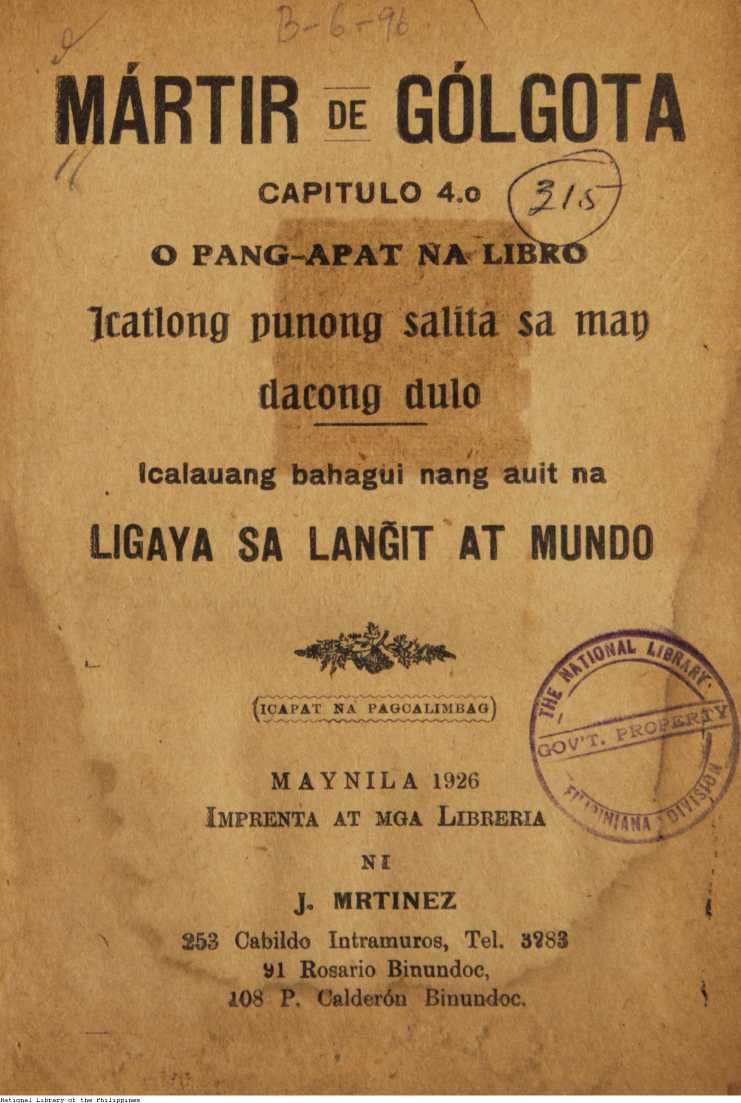 B-6-96
MÁRTIR DE GÓLGOTA
CAPITULO 4.o
315
O PANG-APAT NA LIBRO
Icatlong punong salita sa may
dacong dulo
Icalauang bahagui nang auit na
LIGAYA SA LANG̃IT AT MUNDO
THE NATIONAL LIBRARY.
GOV'T. PROPERTY
FILIPINIANA DIVISION
(ICAPAT NA PAGCALIMBAG)
MAYNILA 1926
IMPRENTA AT MGA LIBRERIA
NI
J. MRTINEZ
253 Cabildo Intramuros, Tel. 3283
91 Rosario Binundoc,
108 P. Calderón Binundoc.
National Library of the Philippines